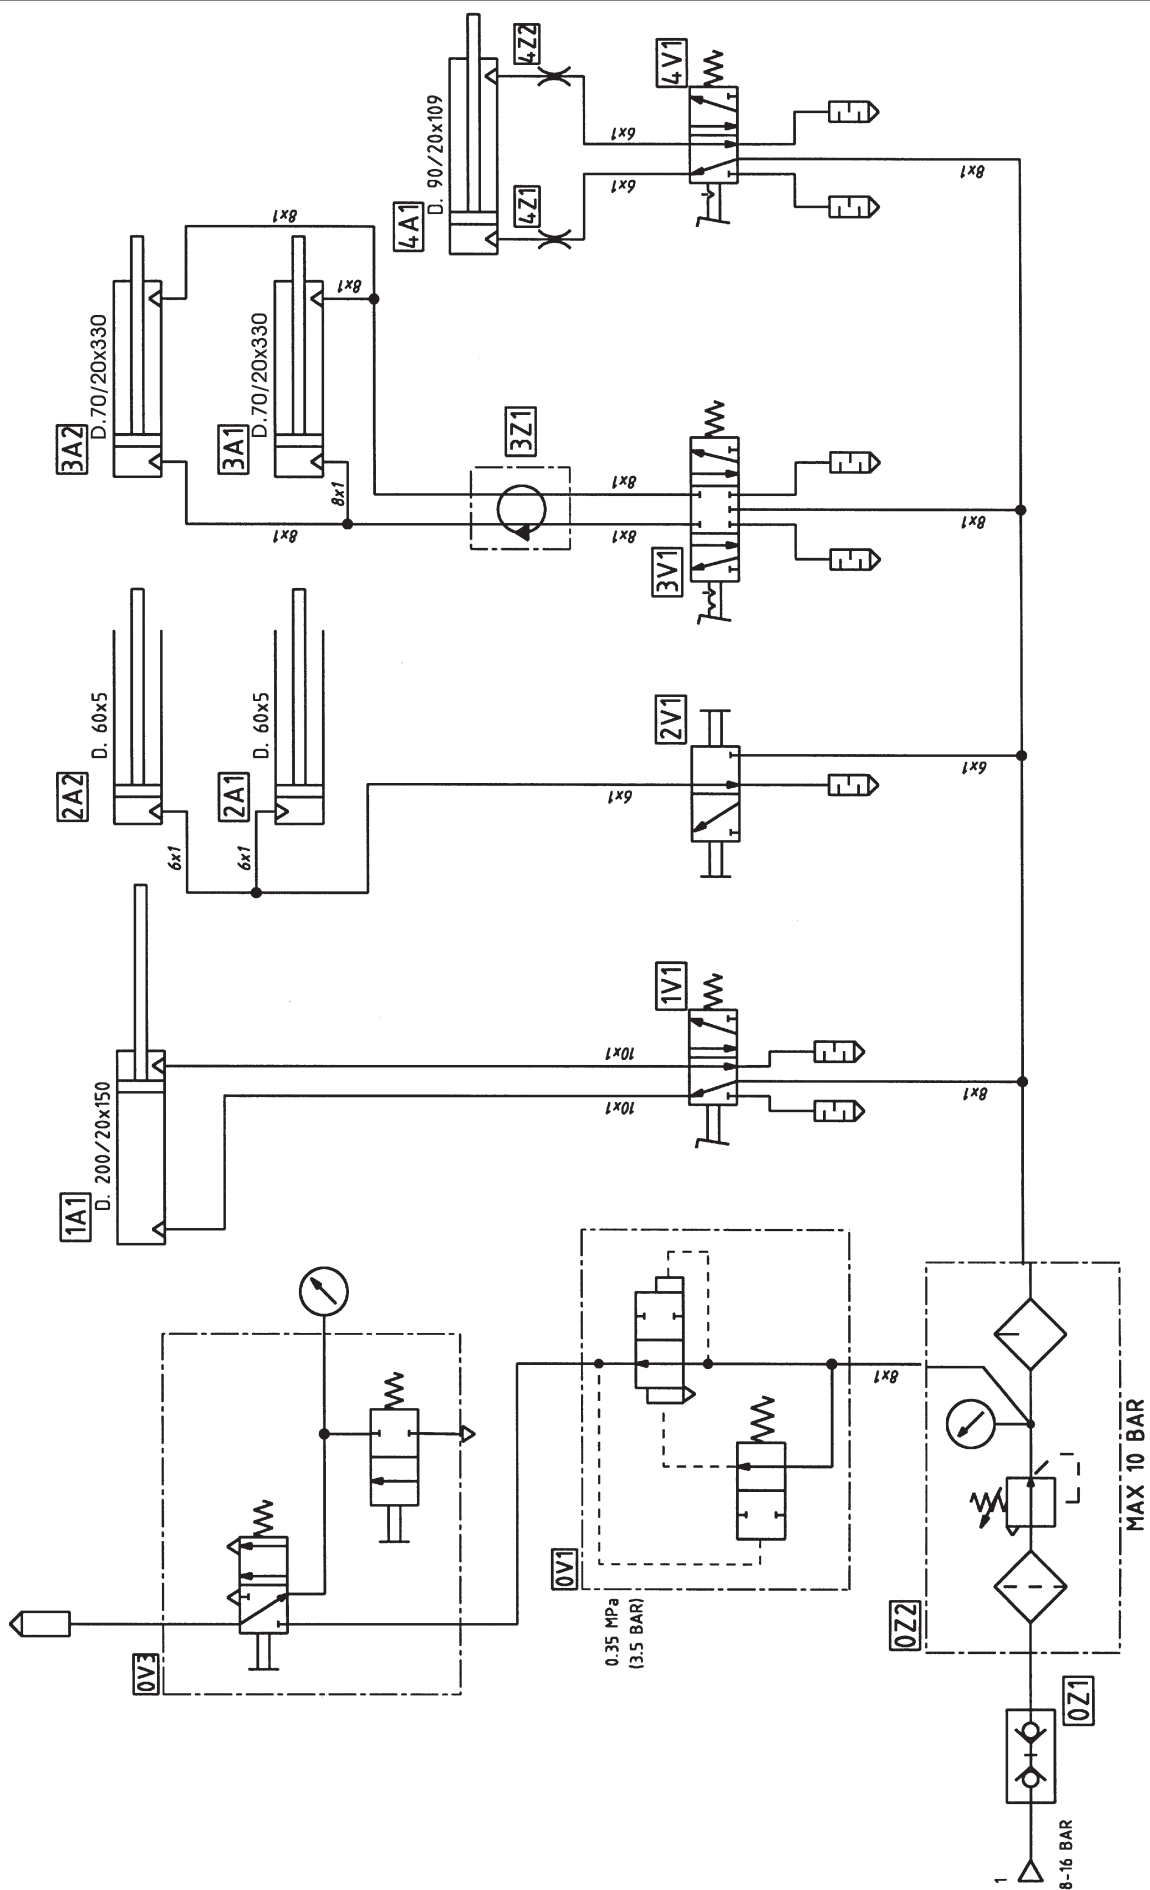 4Z2
4V1
D. 90/20x109
6x1
4A1
4Z1
6x1
8x1
8x1
8x1
D.70/20x330
D.70/20x330
3A2
3A1
3Z1
8x1
8x1
8x1
8x1
8x1
3V1
D. 60x5
D. 60x5
2V1
2A2
2A1
6x1
6x1
6x1
6x1
1V1
10x1
10x1
8x1
D. 200/20x150
1A1
8x1
MAX 10 BAR
0V1
0.35 MPa
(3.5 BAR)
0Z2
0V3
0Z1
1
8-16 BAR